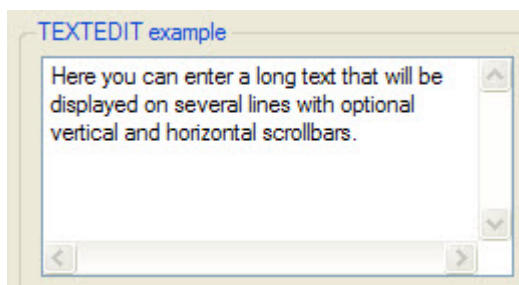 TEXTEDIT example
Here you can enter a long text that will be
displayed on several lines with optional
vertical and horizontal scrollbars.